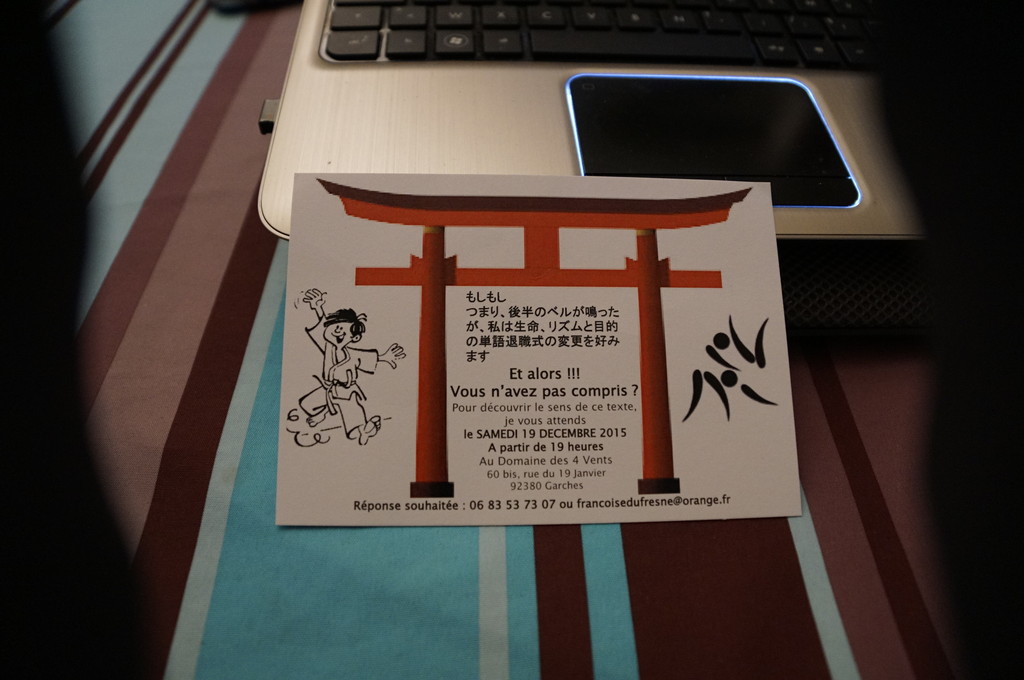 もしもし
つまり、後半のベルが鳴った
が、私は生命、リズムと目的
の単語退職式の変更を好み
ます
Et alors !!!
Vous n'avez pas compris ?
Pour découvrir le sens de ce texte,
je vous attends
le SAMEDI 19 DECEMBRE 2015
A partir de 19 heures
Au Domaine des 4 Vents
60 bis, rue du 19 Janvier
92380 Garches
Réponse souhaitée : 06 83 53 73 07 ou francoisedufresne@orange.fr